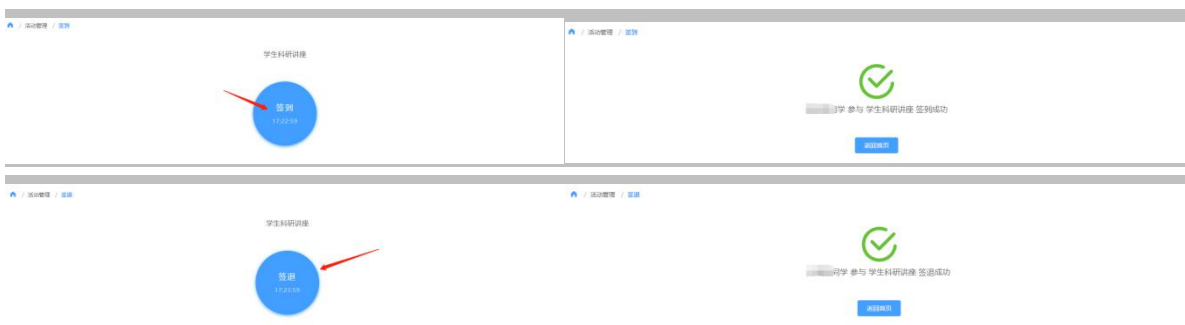 / 活动管理 / 签到
学生科研讲座
签到
17:22:59
/ 活动管理 / 签到
同学 参与 学生科研讲座 签到成功
返回首页
/ 活动管理 / 签退
学生科研讲座
签退
17:23:59
/ 活动管理 / 签退
同学 参与 学生科研讲座 签退成功
返回首页